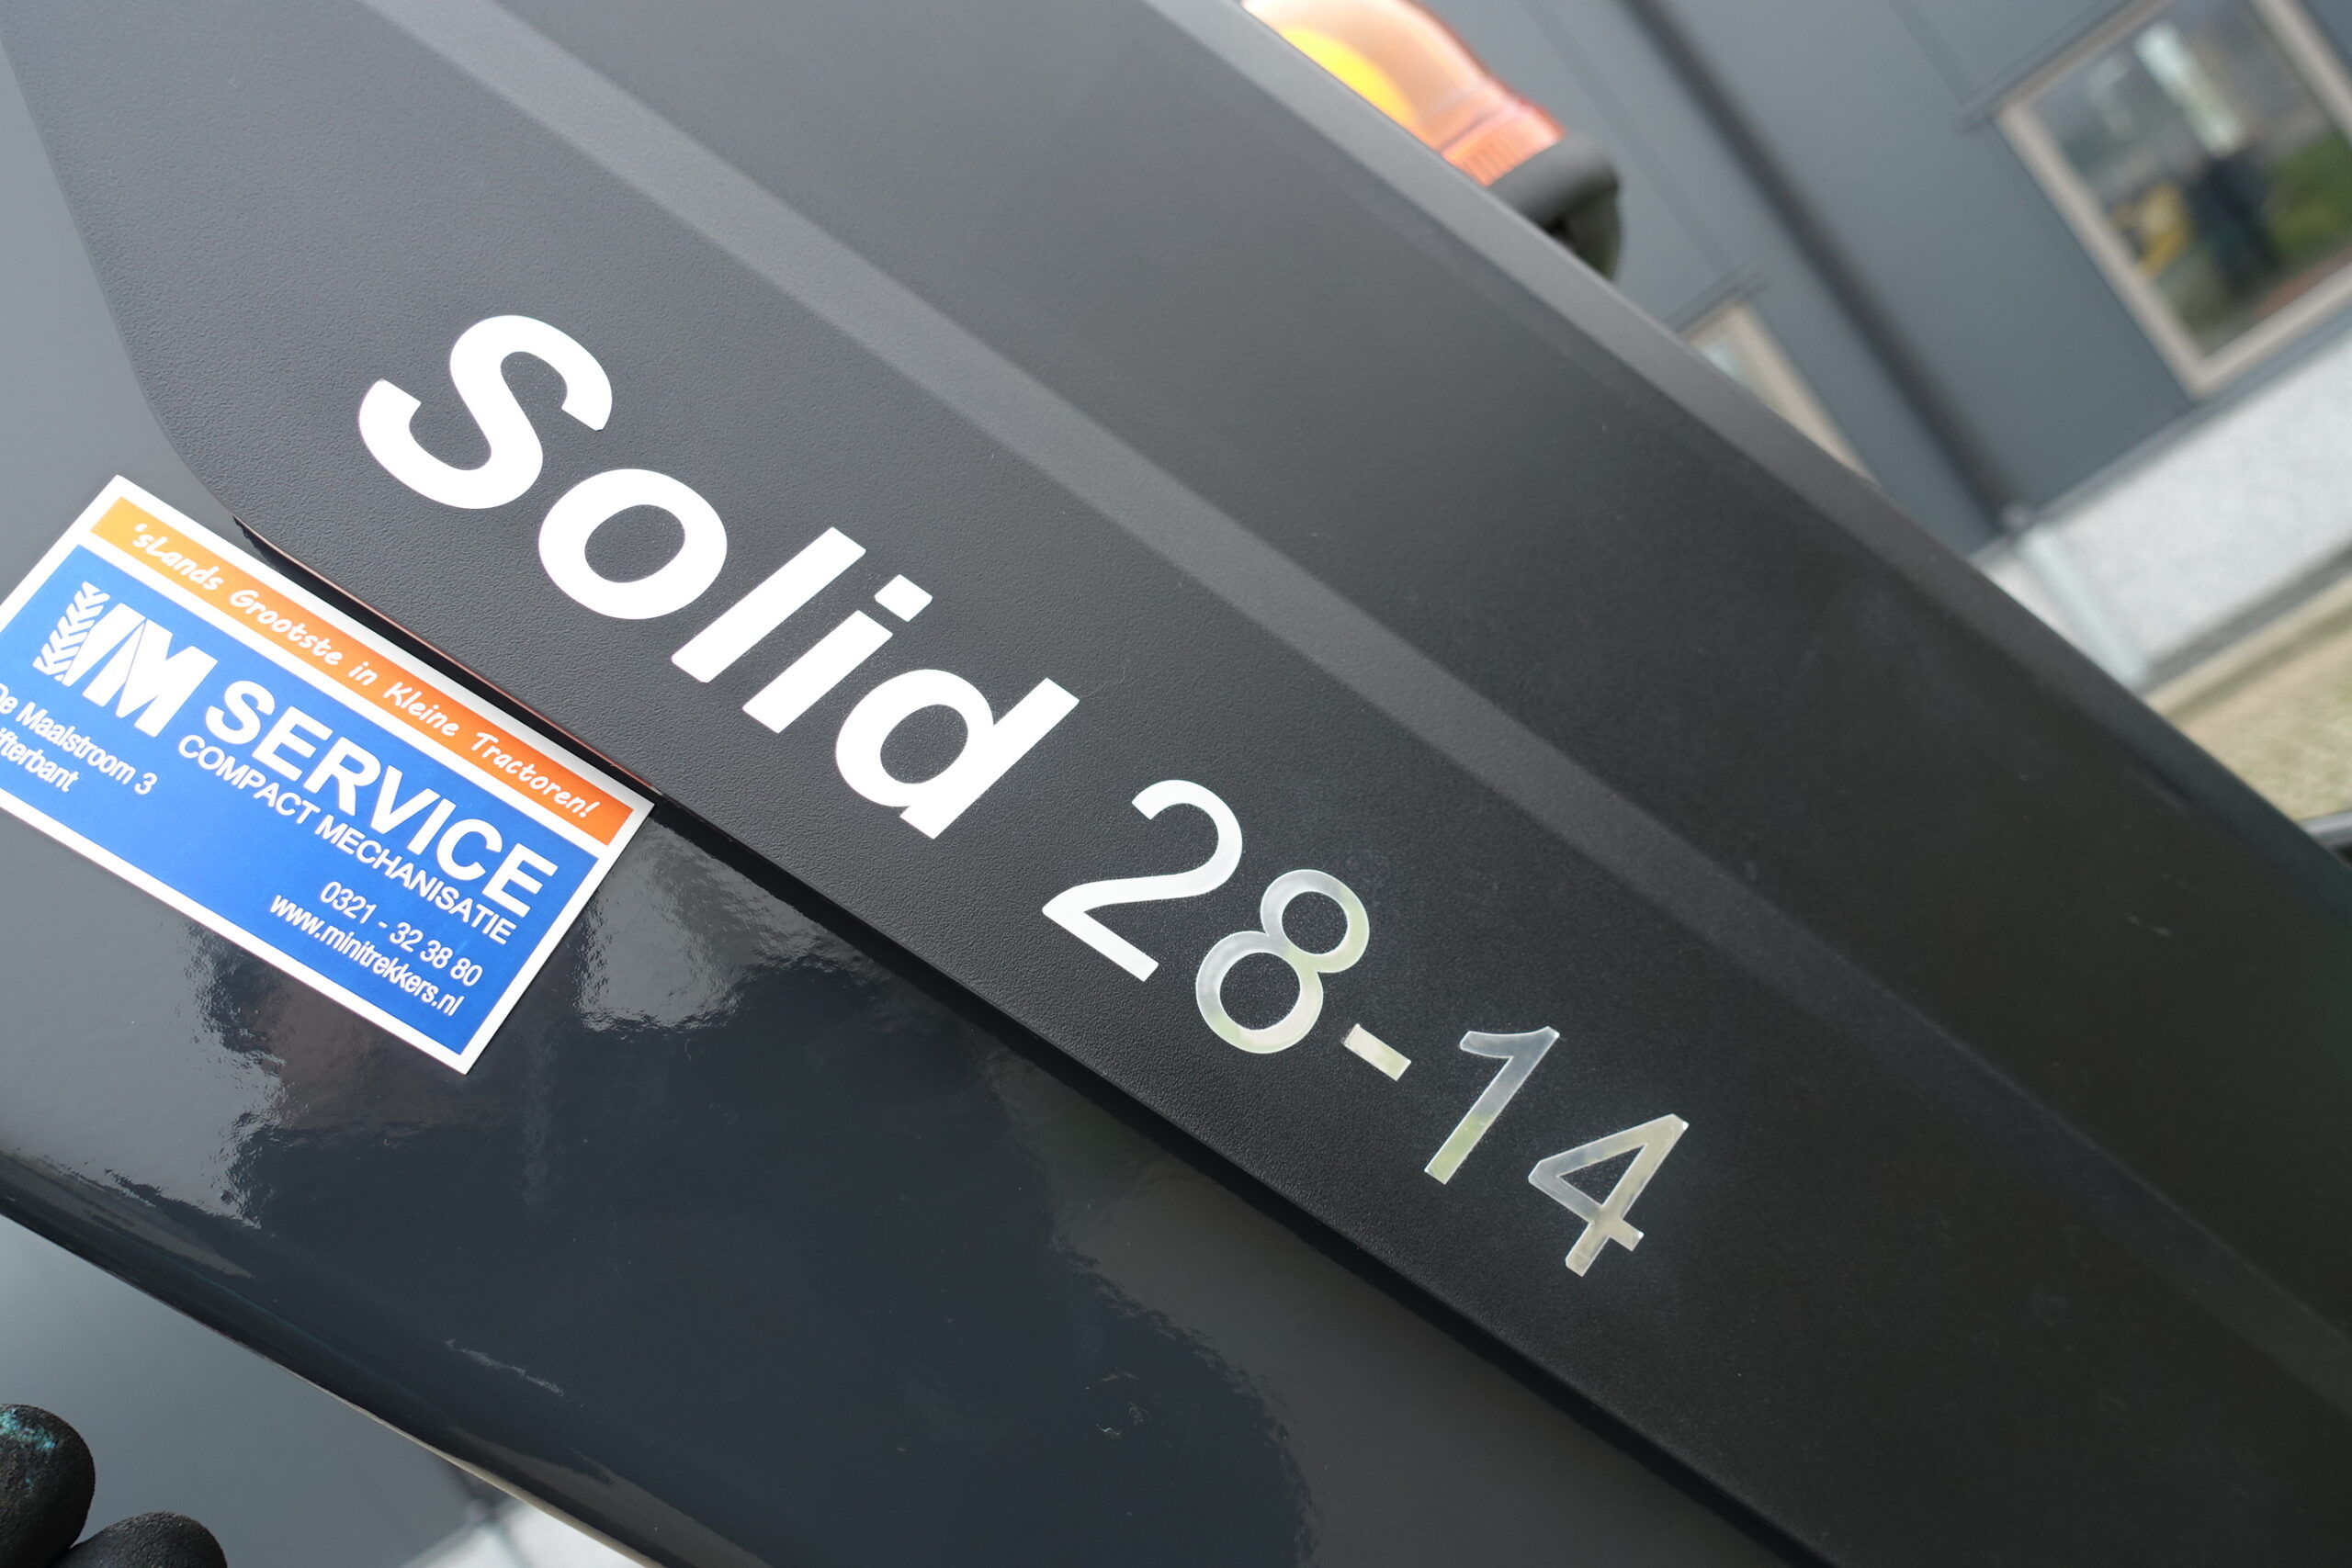 Solid 28-14
'sLands Grootste in Kleine Tractoren!
VM SERVICE
COMPACT MECHANISATIE
Maalstroom 3
0321 - 32 38 80
www.minitrekkers.nl